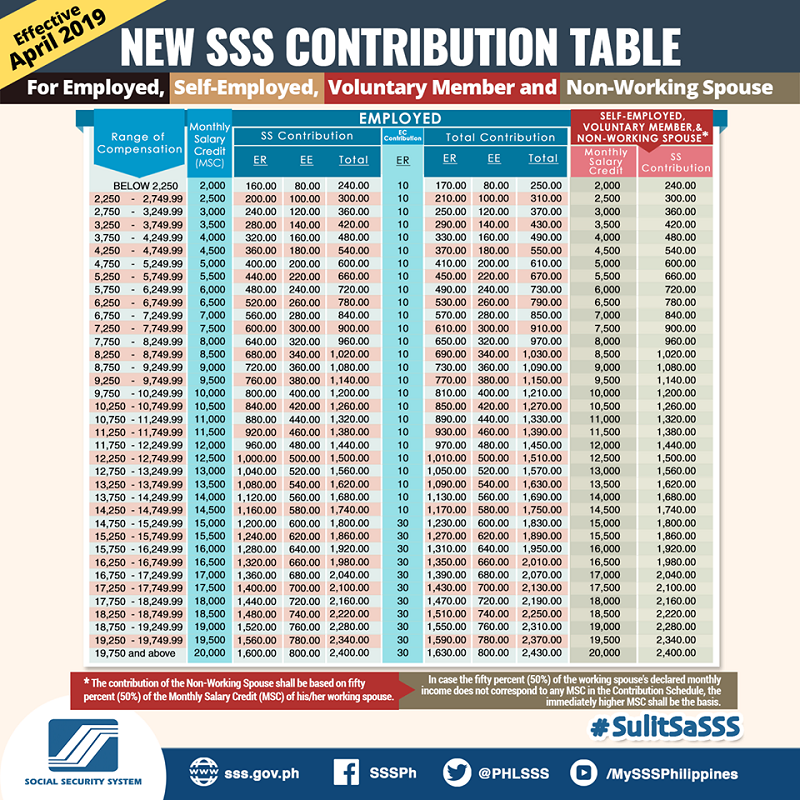 Effective
April 2019
NEW SSS CONTRIBUTION TABLE
For Employed, Self-Employed, Voluntary Member and Non-Working Spouse
EMPLOYED
SELF-EMPLOYED,
VOLUNTARY MEMBER,&
NON-WORKING SPOUSE*
Range of
Compensation
Monthly
Salary
Credit
(MSC)
SS Contribution
EC
Contribution
Total Contribution
Monthly
Salary
Credit
SS
Contribution
ER EE Total ER ER EE Total
BELOW 2,250 2,000 160.00 80.00 240.00 10 170.00 80.00 250.00 2,000 240.00
2,250 - 2,749.99 2,500 200.00 100.00 300.00 10 210.00 100.00 310.00 2,500 300.00
2,750 - 3,249.99 3,000 240.00 120.00 360.00 10 250.00 120.00 370.00 3,000 360.00
3,250 - 3,749.99 3,500 280.00 140.00 420.00 10 290.00 140.00 430.00 3,500 420.00
3,750 - 4,249.99 4,000 320.00 160.00 480.00 10 330.00 160.00 490.00 4,000 480.00
4,250 - 4,749.99 4,500 360.00 180.00 540.00 10 370.00 180.00 550.00 4,500 540.00
4,750 - 5,249.99 5,000 400.00 200.00 600.00 10 410.00 200.00 610.00 5,000 600.00
5,250 - 5,749.99 5,500 440.00 220.00 660.00 10 450.00 220.00 670.00 5,500 660.00
5,750 - 6,249.99 6,000 480.00 240.00 720.00 10 490.00 240.00 730.00 6,000 720.00
6,250 - 6,749.99 6,500 520.00 260.00 780.00 10 530.00 260.00 790.00 6,500 780.00
6,750 - 7,249.99 7,000 560.00 280.00 840.00 10 570.00 280.00 850.00 7,000 840.00
7,250 - 7,749.99 7,500 600.00 300.00 900.00 10 610.00 300.00 910.00 7,500 900.00
7,750 - 8,249.99 8,000 640.00 320.00 960.00 10 650.00 320.00 970.00 8,000 960.00
8,250 - 8,749.99 8,500 680.00 340.00 1,020.00 10 690.00 340.00 1,030.00 8,500 1,020.00
8,750 - 9,249.99 9,000 720.00 360.00 1,080.00 10 730.00 360.00 1,090.00 9,000 1,080.00
9,250 - 9,749.99 9,500 760.00 380.00 1,140.00 10 770.00 380.00 1,150.00 9,500 1,140.00
9,750 - 10,249.99 10,000 800.00 400.00 1,200.00 10 810.00 400.00 1,210.00 10,000 1,200.00
10,250 - 10,749.99 10,500 840.00 420.00 1,260.00 10 850.00 420.00 1,270.00 10,500 1,260.00
10,750 - 11,249.99 11,000 880.00 440.00 1,320.00 10 890.00 440.00 1,330.00 11,000 1,320.00
11,250 - 11,749.99 11,500 920.00 460.00 1,380.00 10 930.00 460.00 1,390.00 11,500 1,380.00
11,750 - 12,249.99 12,000 960.00 480.00 1,440.00 10 970.00 480.00 1,450.00 12,000 1,440.00
12,250 - 12,749.99 12,500 1,000.00 500.00 1,500.00 10 1,010.00 500.00 1,510.00 12,500 1,500.00
12,750 - 13,249.99 13,000 1,040.00 520.00 1,560.00 10 1,050.00 520.00 1,570.00 13,000 1,560.00
13,250 - 13,749.99 13,500 1,080.00 540.00 1,620.00 10 1,090.00 540.00 1,630.00 13,500 1,620.00
13,750 - 14,249.99 14,000 1,120.00 560.00 1,680.00 10 1,130.00 560.00 1,690.00 14,000 1,680.00
14,250 - 14,749.99 14,500 1,160.00 580.00 1,740.00 10 1,170.00 580.00 1,750.00 14,500 1,740.00
14,750 - 15,249.99 15,000 1,200.00 600.00 1,800.00 30 1,230.00 600.00 1,830.00 15,000 1,800.00
15,250 - 15,749.99 15,500 1,240.00 620.00 1,860.00 30 1,270.00 620.00 1,890.00 15,500 1,860.00
15,750 - 16,249.99 16,000 1,280.00 640.00 1,920.00 30 1,310.00 640.00 1,950.00 16,000 1,920.00
16,250 - 16,749.99 16,500 1,320.00 660.00 1,980.00 30 1,350.00 660.00 2,010.00 16,500 1,980.00
16,750 - 17,249.99 17,000 1,360.00 680.00 2,040.00 30 1,390.00 680.00 2,070.00 17,000 2,040.00
17,250 - 17,749.99 17,500 1,400.00 700.00 2,100.00 30 1,430.00 700.00 2,130.00 17,500 2,100.00
17,750 - 18,249.99 18,000 1,440.00 720.00 2,160.00 30 1,470.00 720.00 2,190.00 18,000 2,160.00
18,250 - 18,749.99 18,500 1,480.00 740.00 2,220.00 30 1,510.00 740.00 2,250.00 18,500 2,220.00
18,750 - 19,249.99 19,000 1,520.00 760.00 2,280.00 30 1,550.00 760.00 2,310.00 19,000 2,280.00
19,250 - 19,749.99 19,500 1,560.00 780.00 2,340.00 30 1,590.00 780.00 2,370.00 19,500 2,340.00
19,750 and above 20,000 1,600.00 800.00 2,400.00 30 1,630.00 800.00 2,430.00 20,000 2,400.00
* The contribution of the Non-Working Spouse shall be based on fifty
percent (50%) of the Monthly Salary Credit (MSC) of his/her working spouse.
In case the fifty percent (50%) of the working spouse's declared monthly
income does not correspond to any MSC in the Contribution Schedule, the
immediately higher MSC shall be the basis.
#SulitSaSSS
SOCIAL SECURITY SYSTEM
sss.gov.ph
SSSPh
@PHLSSS
/MySSSPhilippines